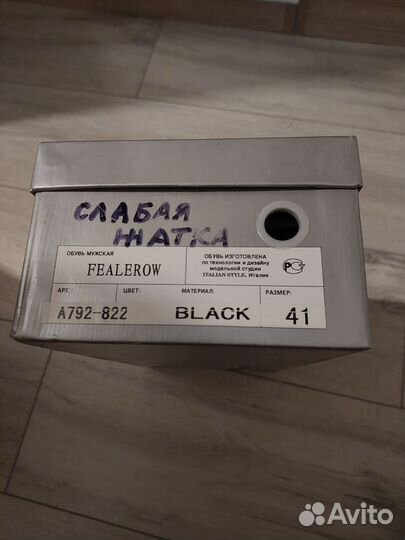 СЛАБАЯ
ЖАТКА
ОБУВЬ МУЖСКАЯ
FEALEROW
ОБУВЬ ИЗГОТОВЛЕНА
по технологии и дизайну
модельной студии
ITALIAN STYLE, Италия
АРТ.: ЦВЕТ: МАТЕРИАЛ: РАЗМЕР:
A792-822 BLACK 41
Avito